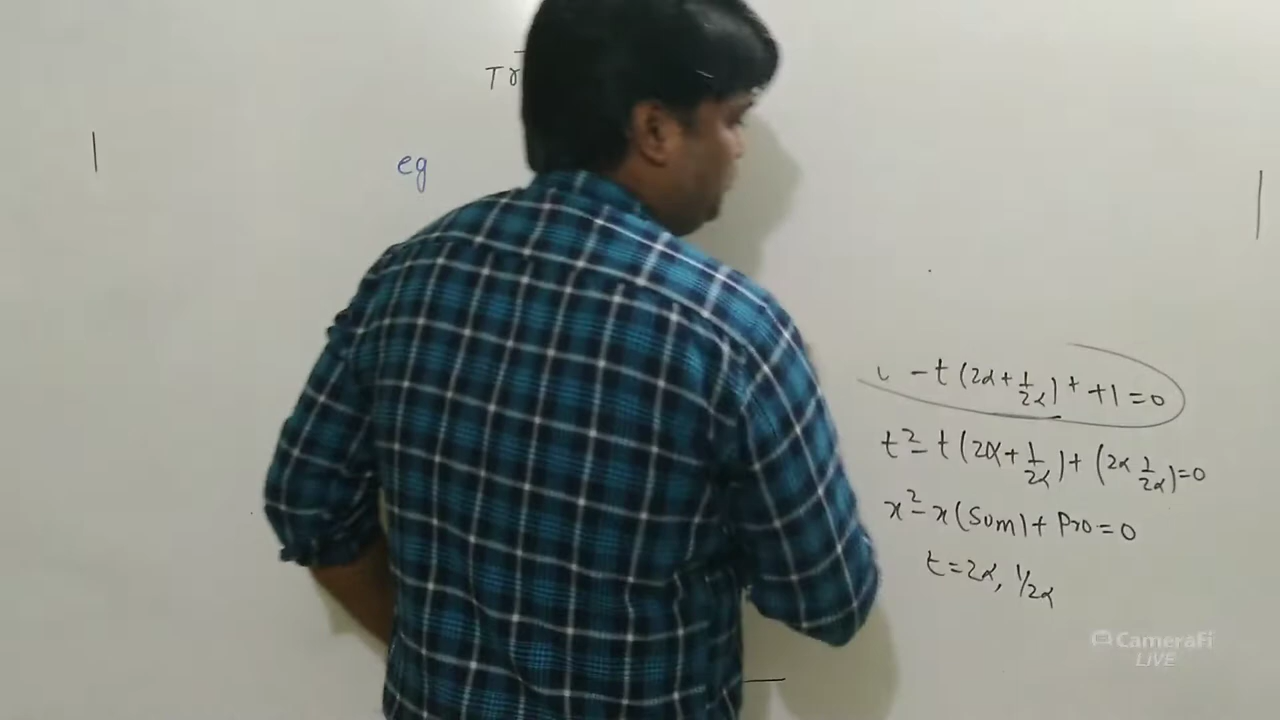 Tr
eg
- t (2α + 1/2α) + +1 = 0
t² - t (2α + 1/2α) + (2α 1/2α) = 0
x² - x (Sum) + Pro = 0
t = 2α, 1/2α
CameraFi
LiVE